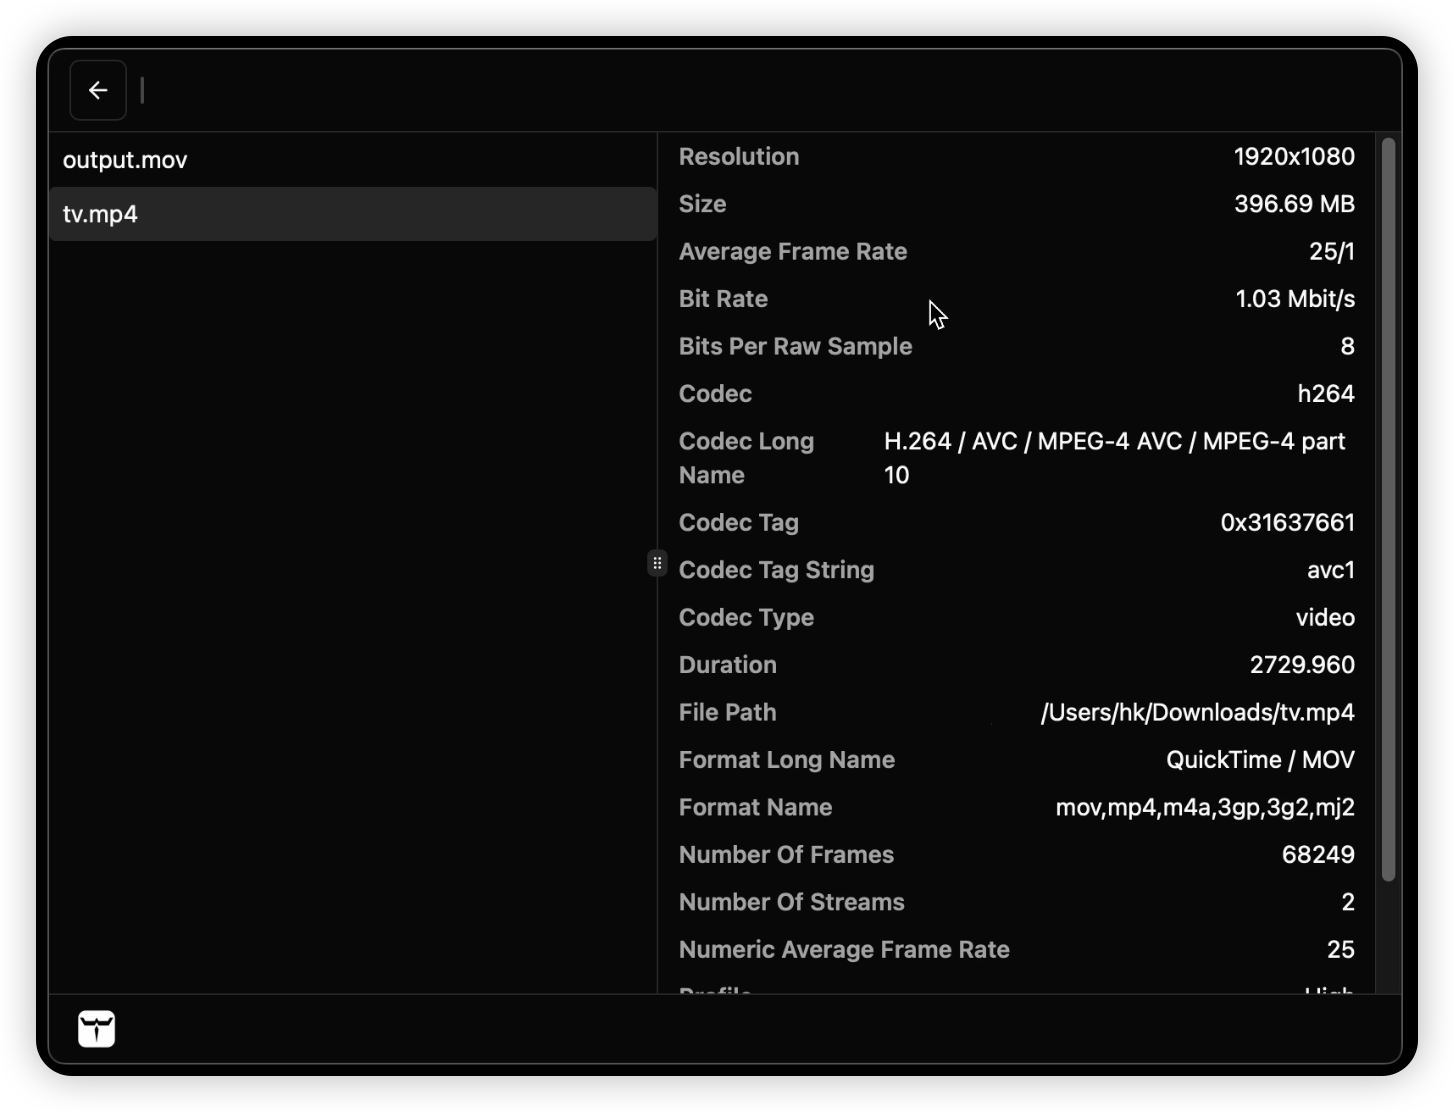 output.mov
tv.mp4
Resolution 1920x1080
Size 396.69 MB
Average Frame Rate 25/1
Bit Rate 1.03 Mbit/s
Bits Per Raw Sample 8
Codec h264
Codec Long Name H.264 / AVC / MPEG-4 AVC / MPEG-4 part 10
Codec Tag 0x31637661
Codec Tag String avc1
Codec Type video
Duration 2729.960
File Path /Users/hk/Downloads/tv.mp4
Format Long Name QuickTime / MOV
Format Name mov,mp4,m4a,3gp,3g2,mj2
Number Of Frames 68249
Number Of Streams 2
Numeric Average Frame Rate 25
Profile High